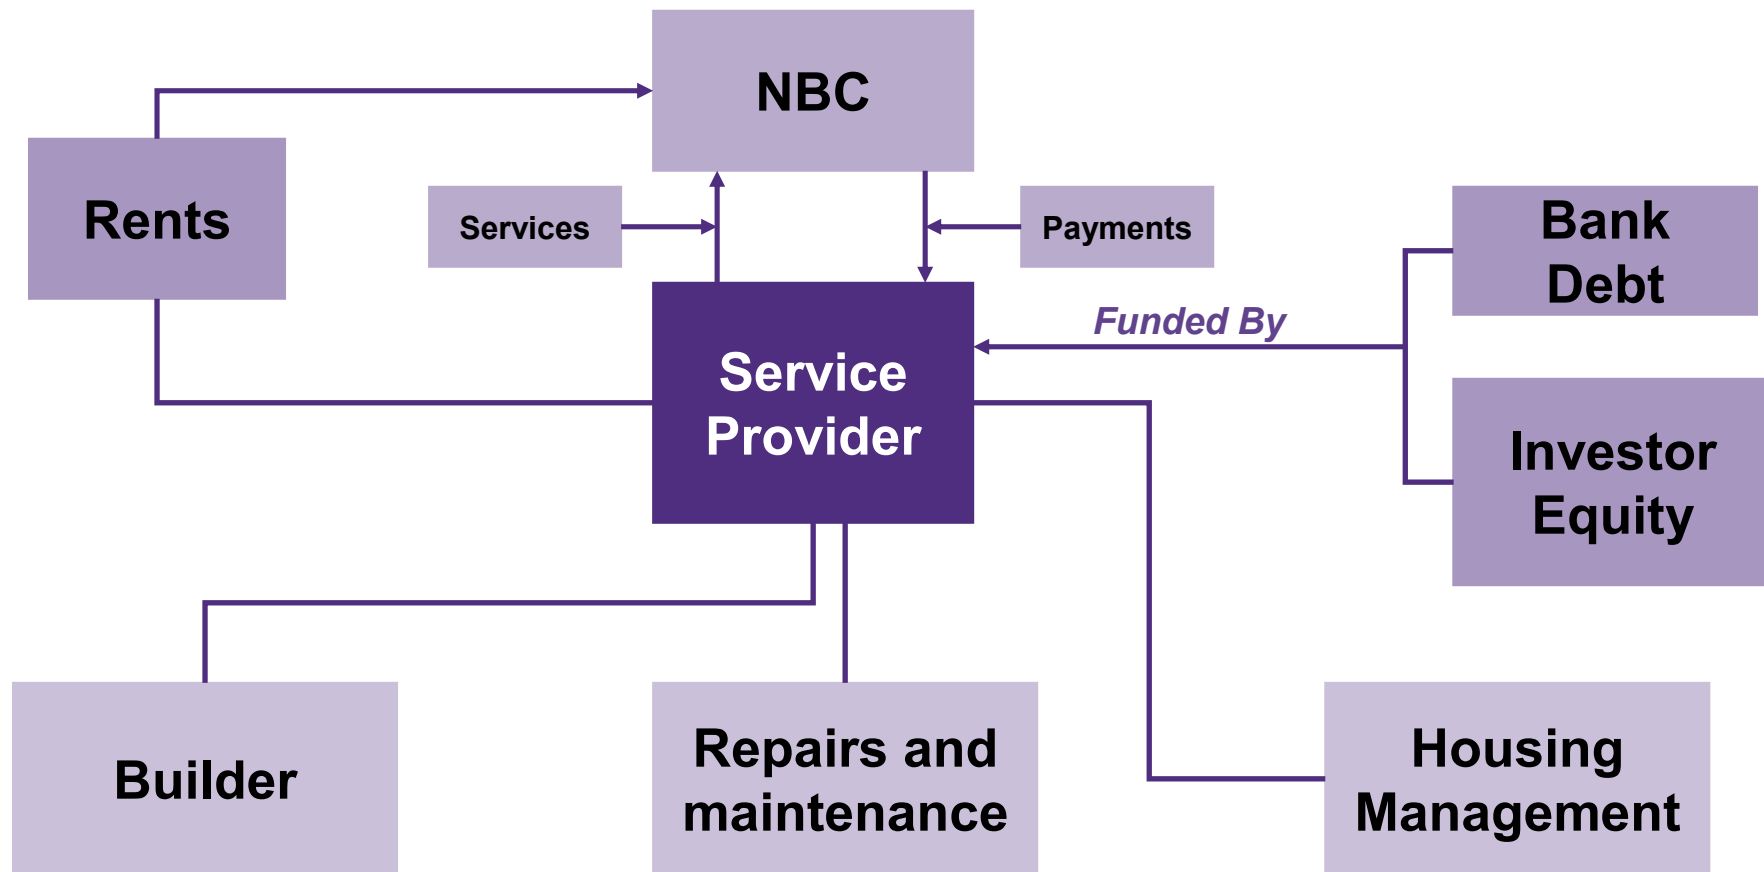 NBC
Rents
Services
Payments
Bank
Debt
Funded By
Service
Provider
Investor
Equity
Builder
Repairs and
maintenance
Housing
Management